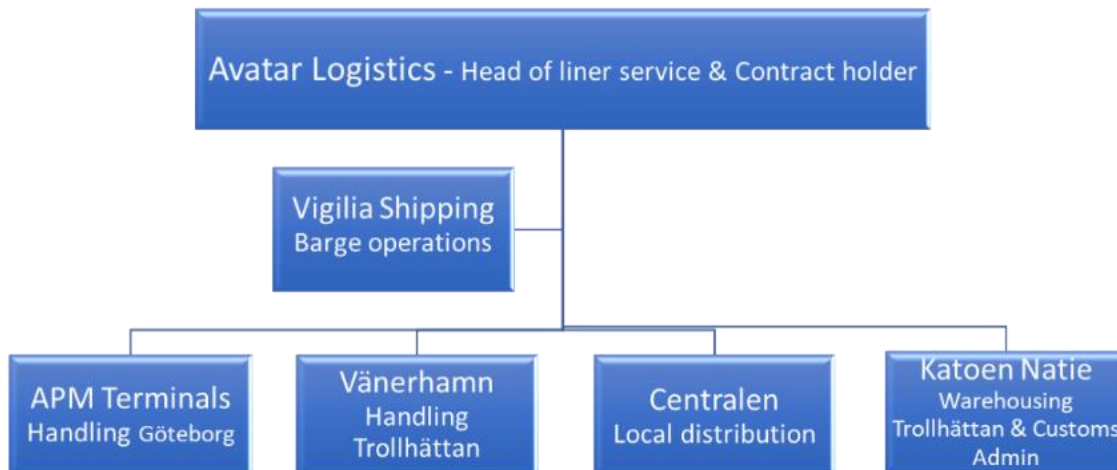 Avatar Logistics - Head of liner service & Contract holder
Vigilia Shipping
Barge operations
APM Terminals
Handling Göteborg
Vänerhamn
Handling
Trollhättan
Centralen
Local distribution
Katoen Natie
Warehousing
Trollhättan & Customs
Admin